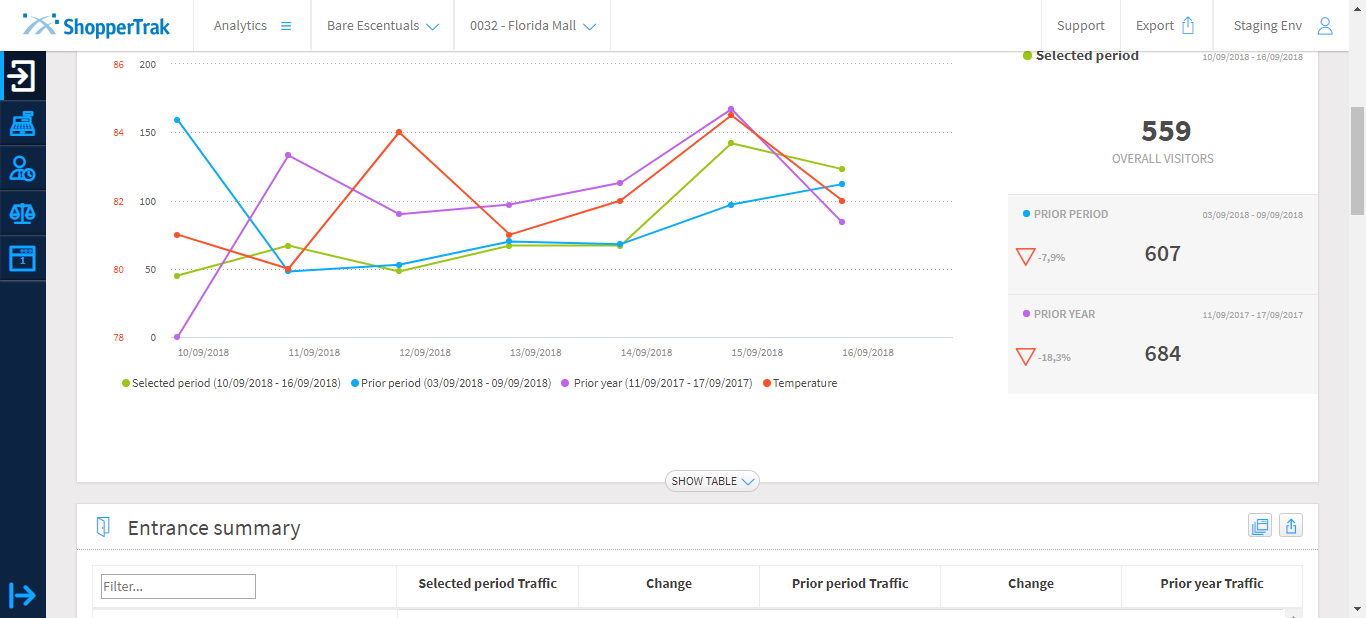 ShopperTrak Analytics Bare Escentuals 0032 - Florida Mall Support Export Staging Env
86 200
84 150
82 100
80 50
78 0
10/09/2018 11/09/2018 12/09/2018 13/09/2018 14/09/2018 15/09/2018 16/09/2018
Selected period (10/09/2018 - 16/09/2018) Prior period (03/09/2018 - 09/09/2018) Prior year (11/09/2017 - 17/09/2017) Temperature
Selected period 10/09/2018 - 16/09/2018
559
OVERALL VISITORS
PRIOR PERIOD 03/09/2018 - 09/09/2018
-7,9% 607
PRIOR YEAR 11/09/2017 - 17/09/2017
-18,3% 684
1
SHOW TABLE
Entrance summary
Filter... Selected period Traffic Change Prior period Traffic Change Prior year Traffic